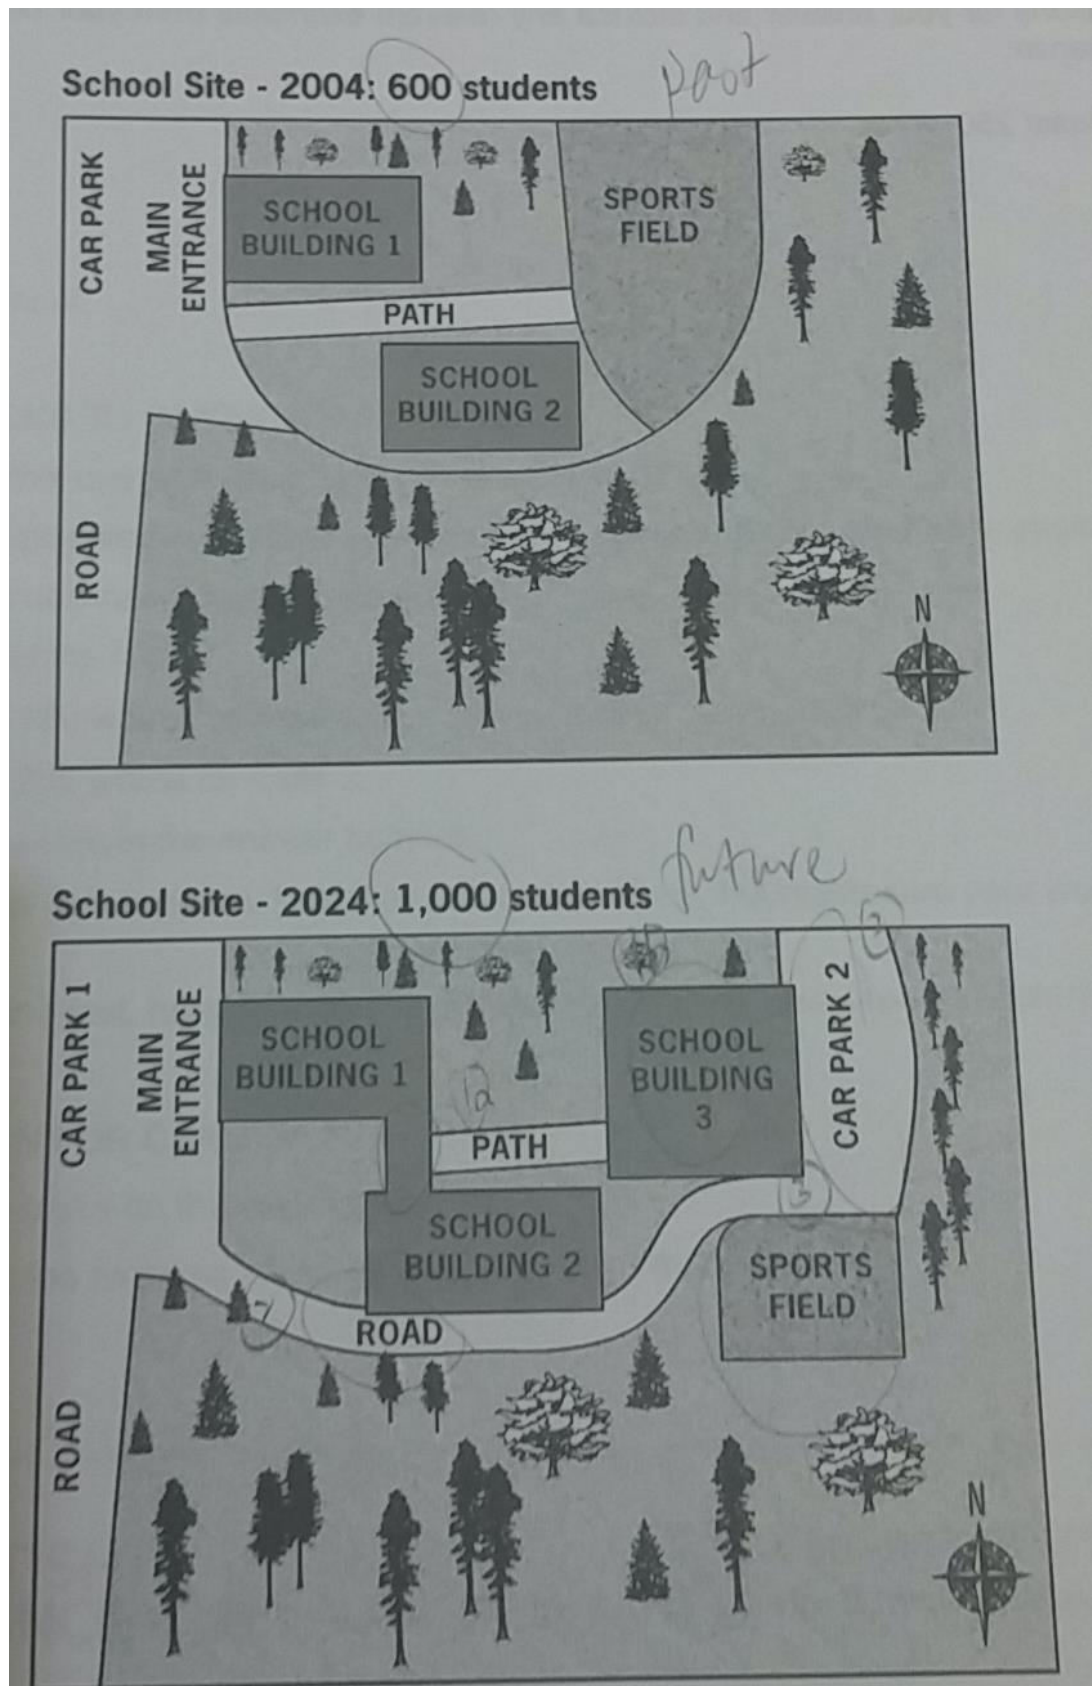 School Site - 2004: 600 students
past
CAR PARK
MAIN
ENTRANCE
SCHOOL
BUILDING 1
SPORTS
FIELD
PATH
SCHOOL
BUILDING 2
ROAD
N
School Site - 2024: 1,000 students
future
CAR PARK 1
MAIN
ENTRANCE
SCHOOL
BUILDING 1
SCHOOL
BUILDING
3
CAR PARK 2
PATH
SCHOOL
BUILDING 2
SPORTS
FIELD
ROAD
ROAD
N